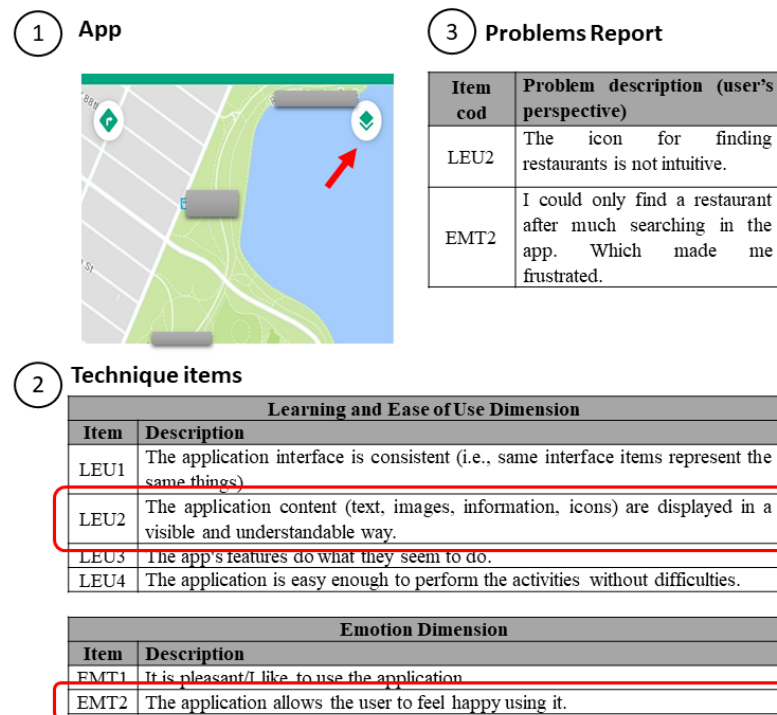 1 App
3 Problems Report
88th
St
Item cod
Problem description (user's
perspective)
LEU2
The icon for finding
restaurants is not intuitive.
EMT2
I could only find a restaurant
after much searching in the
app. Which made me
frustrated.
2 Technique items
Learning and Ease of Use Dimension
Item Description
LEU1 The application interface is consistent (i.e., same interface items represent the
same things)
LEU2 The application content (text, images, information, icons) are displayed in a
visible and understandable way.
LEU3 The app's features do what they seem to do.
LEU4 The application is easy enough to perform the activities without difficulties.
Emotion Dimension
Item Description
EMT1 It is pleasant/I like to use the application
EMT2 The application allows the user to feel happy using it.